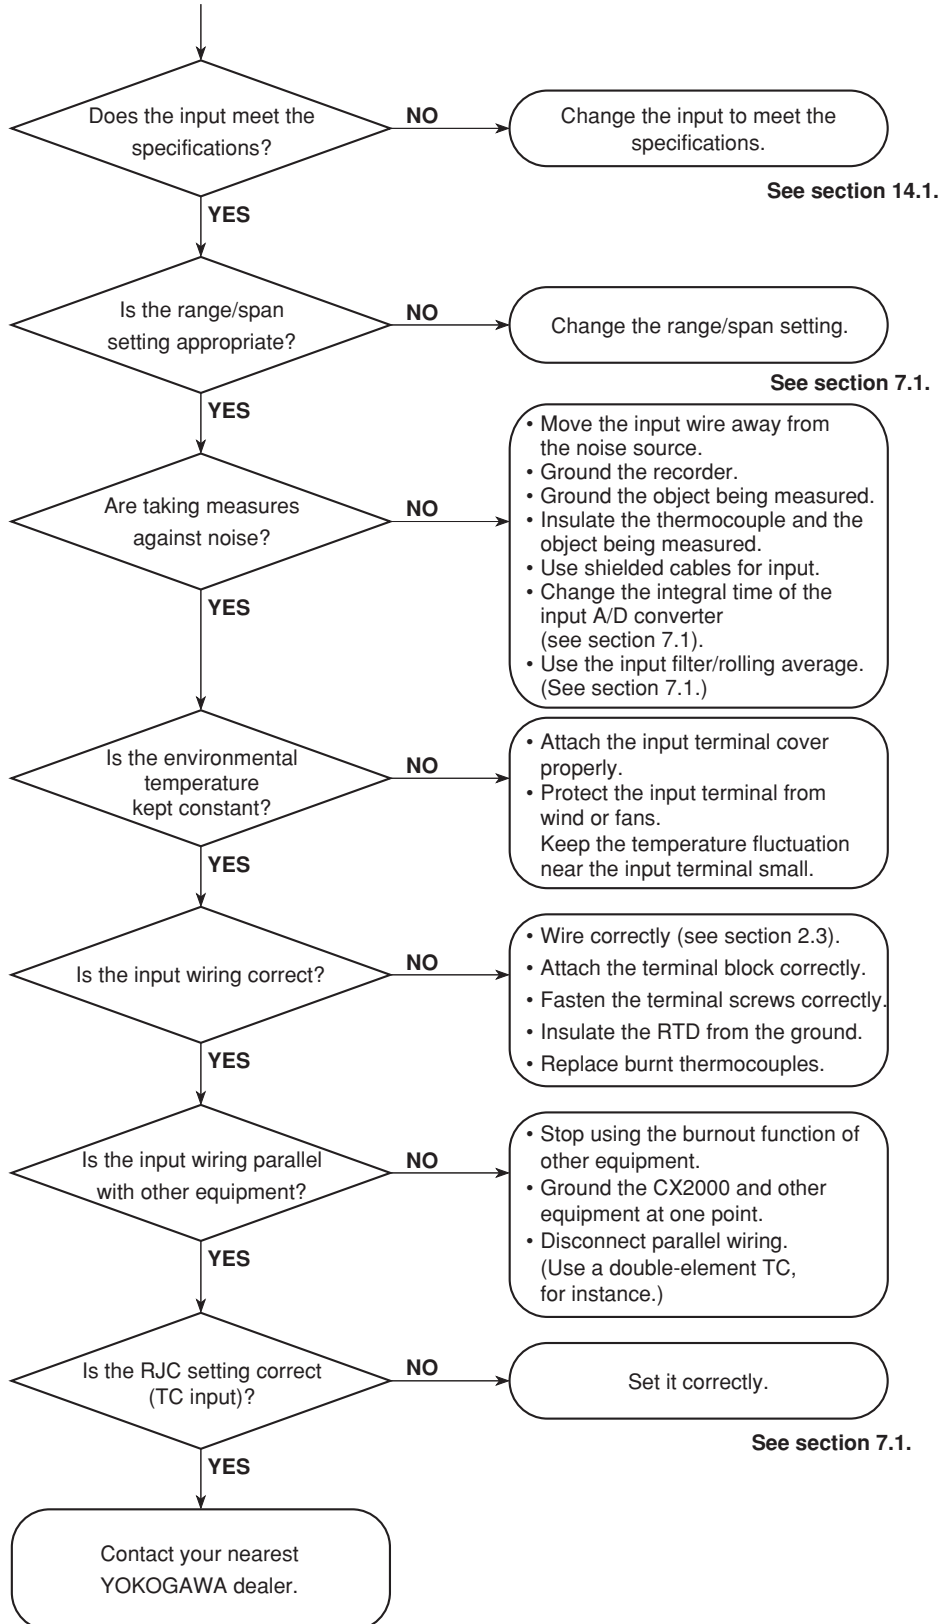 Does the input meet the
specifications?
NO
Change the input to meet the
specifications.
See section 14.1.
YES
Is the range/span
setting appropriate?
NO
Change the range/span setting.
See section 7.1.
YES
Are taking measures
against noise?
NO
• Move the input wire away from
the noise source.
• Ground the recorder.
• Ground the object being measured.
• Insulate the thermocouple and the
object being measured.
• Use shielded cables for input.
• Change the integral time of the
input A/D converter
(see section 7.1).
• Use the input filter/rolling average.
(See section 7.1.)
YES
Is the environmental
temperature
kept constant?
NO
• Attach the input terminal cover
properly.
• Protect the input terminal from
wind or fans.
Keep the temperature fluctuation
near the input terminal small.
YES
Is the input wiring correct?
NO
• Wire correctly (see section 2.3).
• Attach the terminal block correctly.
• Fasten the terminal screws correctly.
• Insulate the RTD from the ground.
• Replace burnt thermocouples.
YES
Is the input wiring parallel
with other equipment?
NO
• Stop using the burnout function of
other equipment.
• Ground the CX2000 and other
equipment at one point.
• Disconnect parallel wiring.
(Use a double-element TC,
for instance.)
YES
Is the RJC setting correct
(TC input)?
NO
Set it correctly.
See section 7.1.
YES
Contact your nearest
YOKOGAWA dealer.